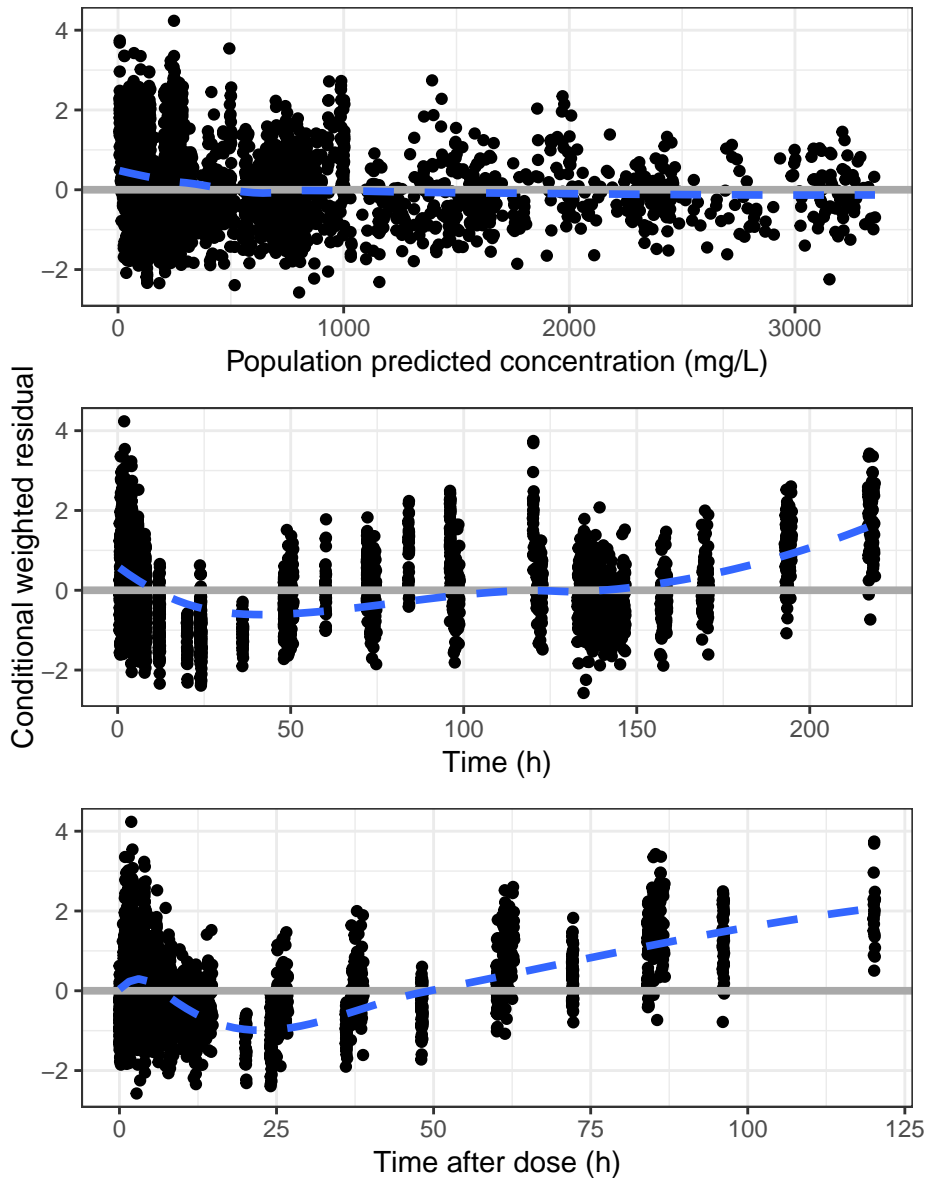 4
2
0
−2
0 1000 2000 3000
Population predicted concentration (mg/L)
Conditional weighted residual
4
2
0
−2
0 50 100 150 200
Time (h)
4
2
0
−2
0 25 50 75 100 125
Time after dose (h)